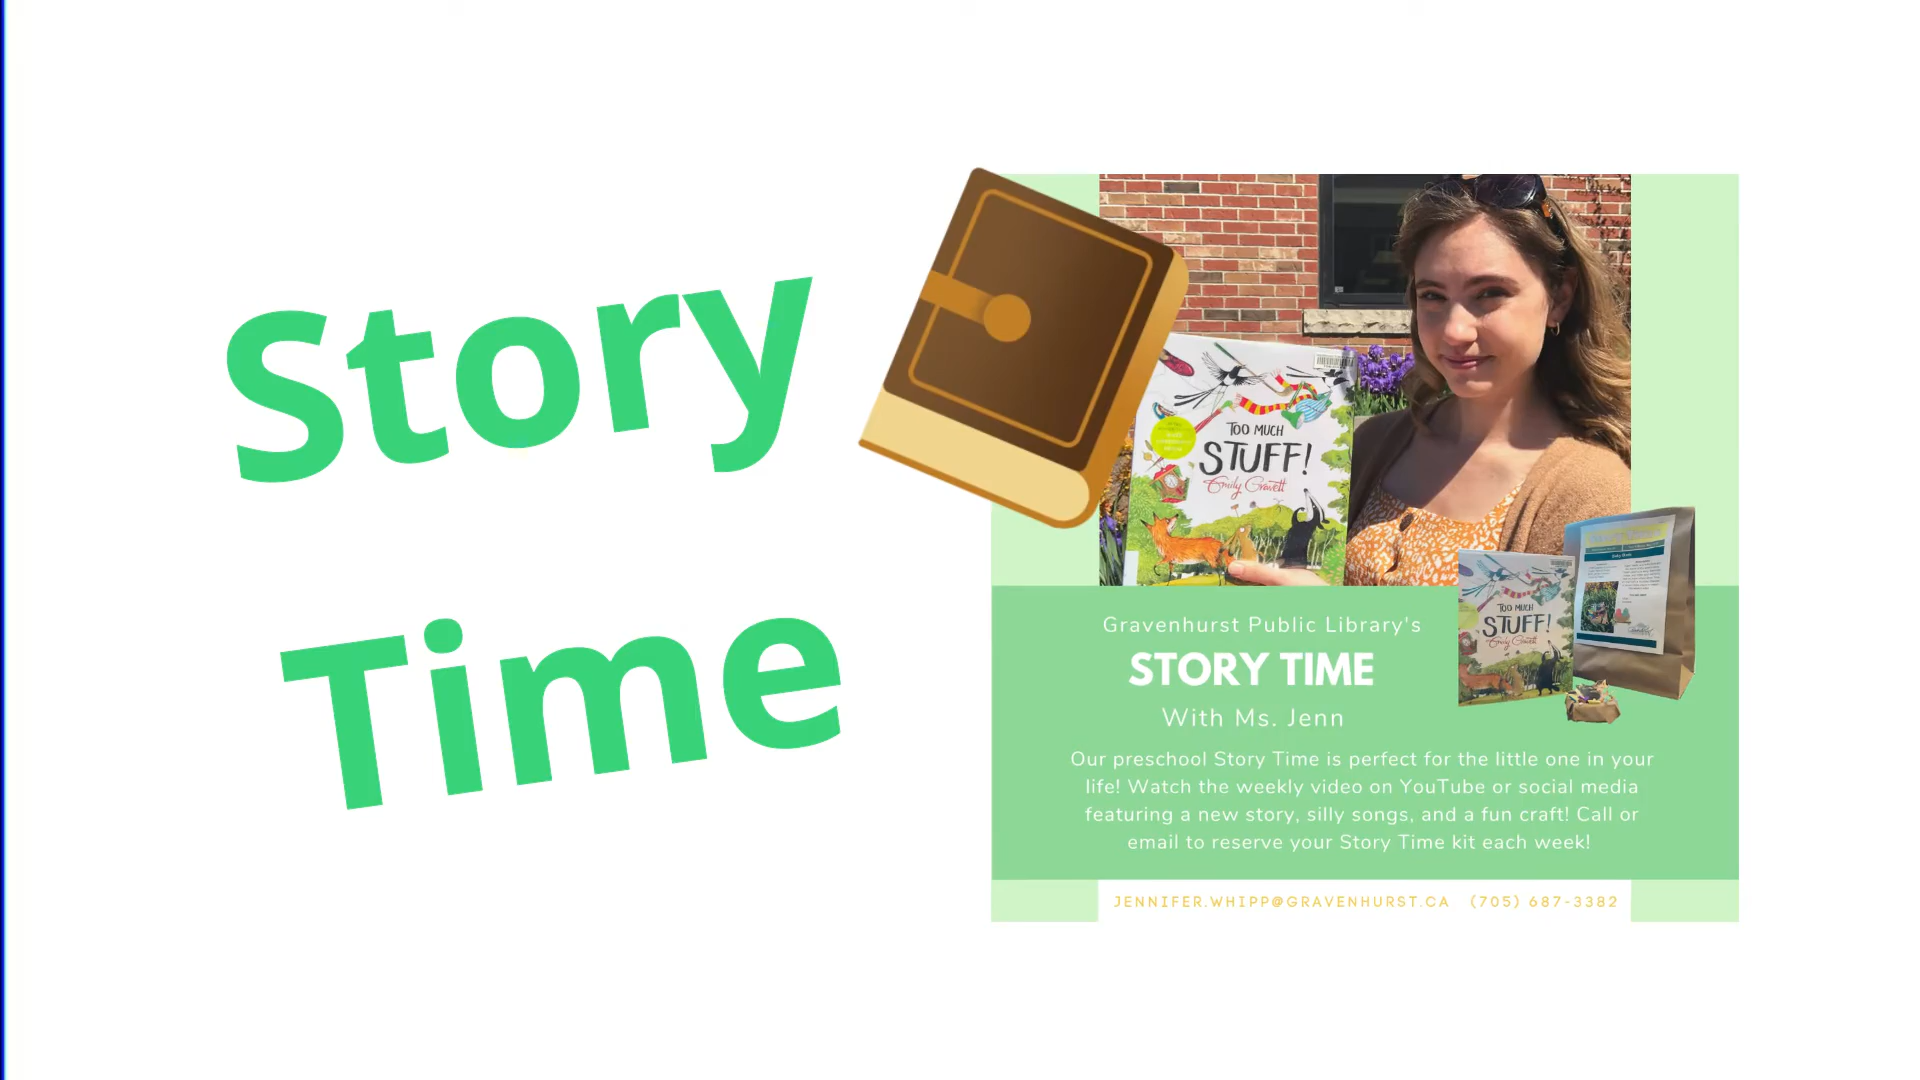 Story
Time
TOO MUCH
STUFF!
Emily Gravett
TOO MUCH
STUFF!
Emily Gravett
Gravenhurst Public Library's
STORY TIME
With Ms. Jenn
Our preschool Story Time is perfect for the little one in your
life! Watch the weekly video on YouTube or social media
featuring a new story, silly songs, and a fun craft! Call or
email to reserve your Story Time kit each week!
JENNIFER.WHIPP@GRAVENHURST.CA (705) 687-3382